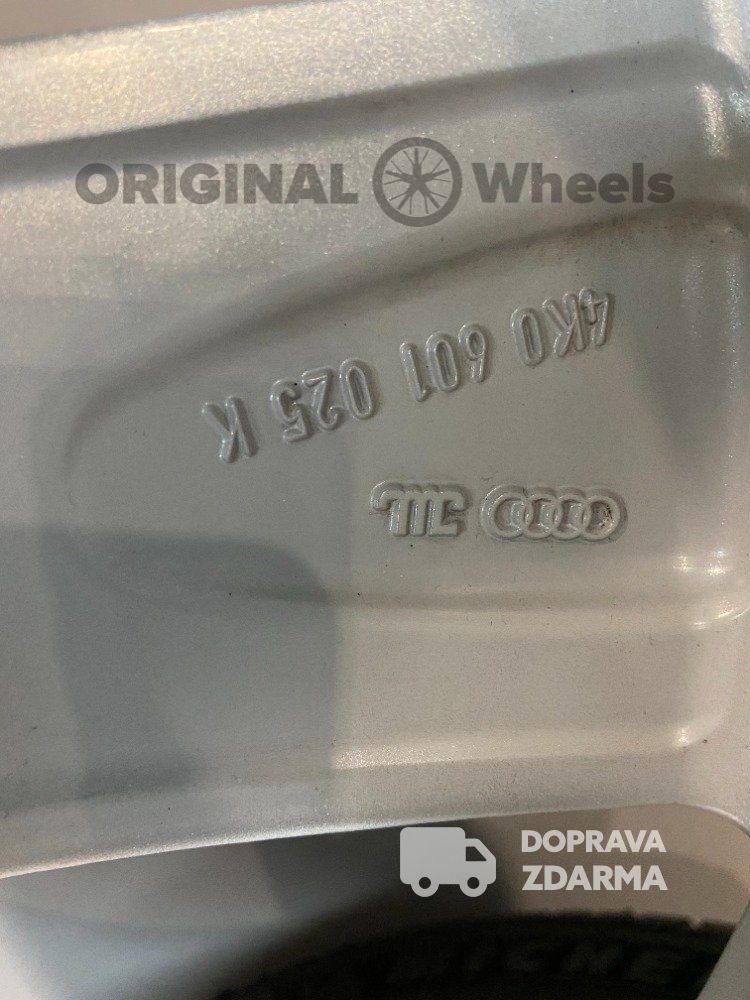 ORIGINAL Wheels
4K0 601 025 K
DOPRAVA
ZDARMA